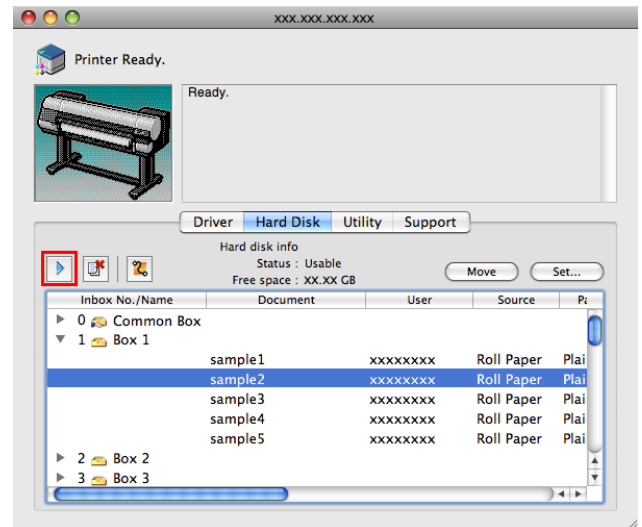 xxx.xxx.xxx.xxx
Printer Ready.
Ready.
Driver Hard Disk Utility Support
Hard disk info
Status : Usable
Free space : XX.XX GB
Move Set...
Inbox No./Name Document User Source Pa
0 Common Box
1 Box 1
sample1 xxxxxxxx Roll Paper Plai
sample2 xxxxxxxx Roll Paper Plai
sample3 xxxxxxxx Roll Paper Plai
sample4 xxxxxxxx Roll Paper Plai
sample5 xxxxxxxx Roll Paper Plai
2 Box 2
3 Box 3